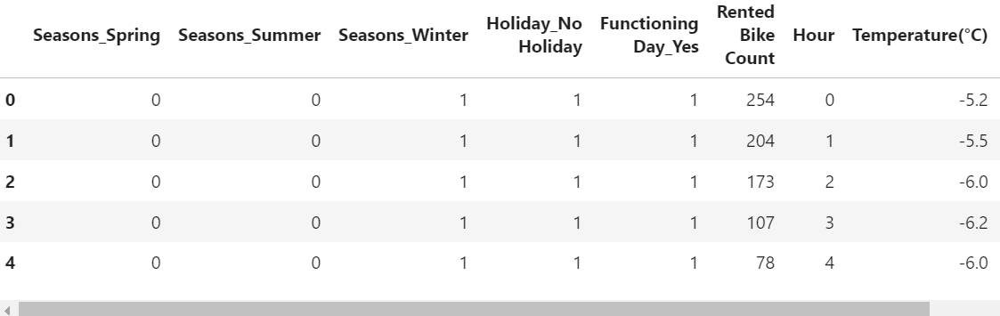 Seasons_Spring Seasons_Summer Seasons_Winter Holiday_No Holiday Functioning Day_Yes Rented Bike Count Hour Temperature(°C)
0 0 0 1 1 1 254 0 -5.2
1 0 0 1 1 1 204 1 -5.5
2 0 0 1 1 1 173 2 -6.0
3 0 0 1 1 1 107 3 -6.2
4 0 0 1 1 1 78 4 -6.0